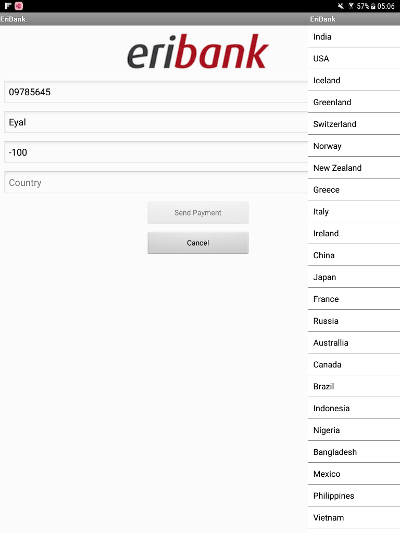 57% 05:06
EriBank
EriBank
eribank
09785645
Eyal
-100
Country
Send Payment
Cancel
India
USA
Iceland
Greenland
Switzerland
Norway
New Zealand
Greece
Italy
Ireland
China
Japan
France
Russia
Australlia
Canada
Brazil
Indonesia
Nigeria
Bangladesh
Mexico
Philippines
Vietnam